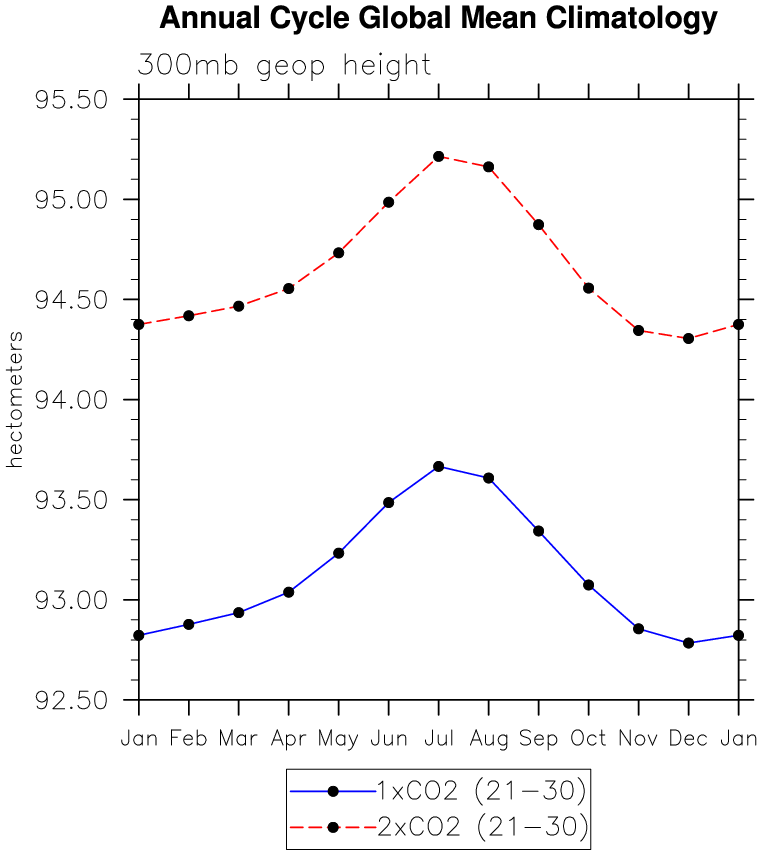 Annual Cycle Global Mean Climatology
300mb geop height
95.50
95.00
94.50
94.00
93.50
93.00
92.50
hectometers
Jan Feb Mar Apr May Jun Jul Aug Sep Oct Nov Dec Jan
1xCO2 (21-30)
2xCO2 (21-30)